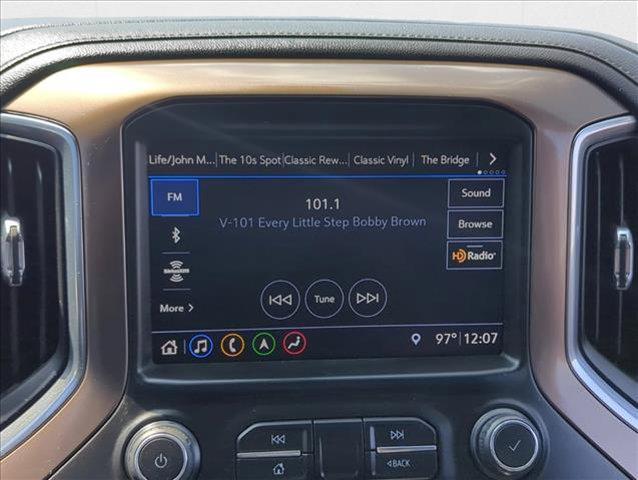 Life/John M... The 10s Spot Classic Rew... Classic Vinyl The Bridge
FM
101.1
Sound
V-101 Every Little Step Bobby Brown
Browse
SiriusXM
HD Radio
More
Tune
97° 12:07
BACK